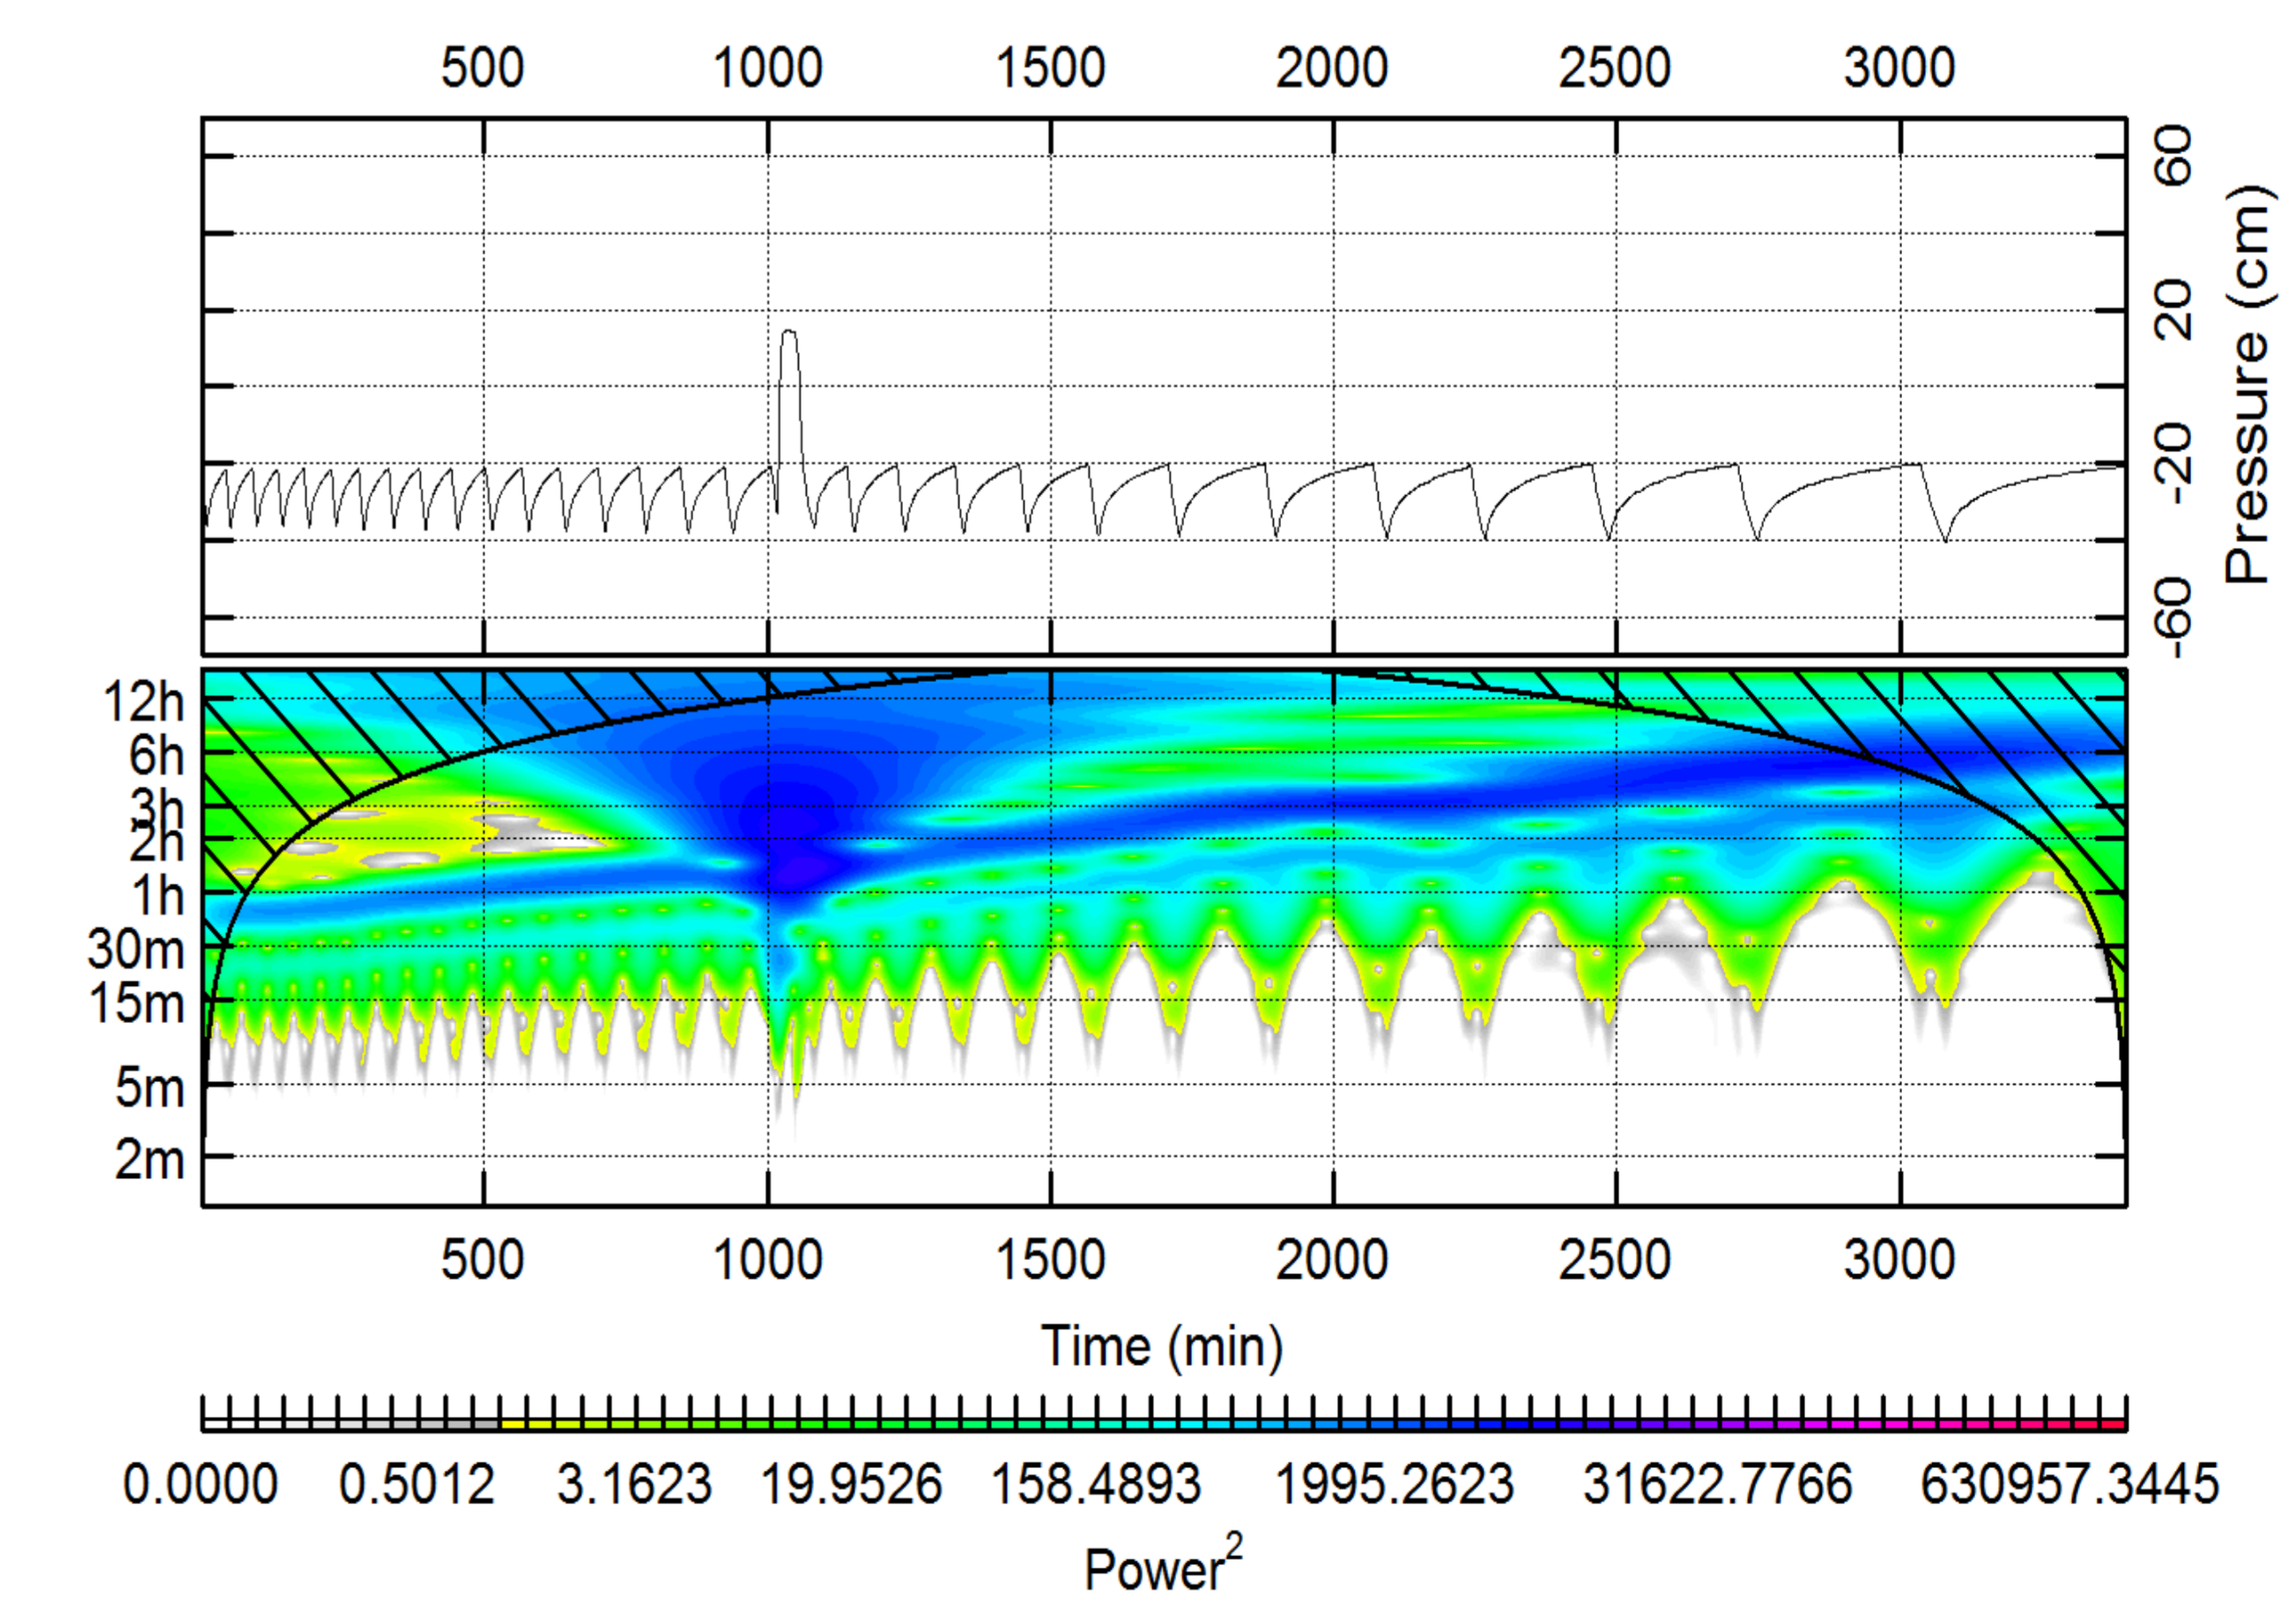 500 1000 1500 2000 2500 3000
60
20
-20
-60
Pressure (cm)
12h
6h
3h
2h
1h
30m
15m
5m
2m
500 1000 1500 2000 2500 3000
Time (min)
0.0000 0.5012 3.1623 19.9526 158.4893 1995.2623 31622.7766 630957.3445
Power2